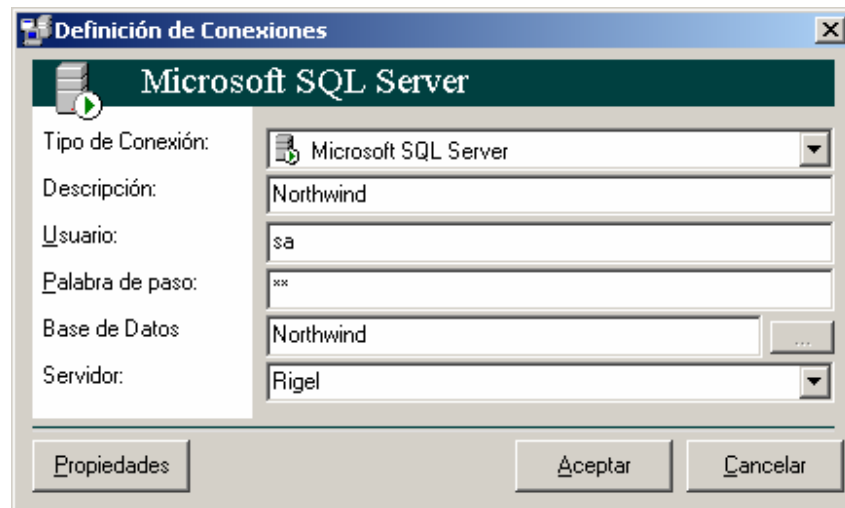 Definición de Conexiones
Microsoft SQL Server
Tipo de Conexión: Microsoft SQL Server
Descripción: Northwind
Usuario: sa
Palabra de paso: **
Base de Datos Northwind ...
Servidor: Rigel
Propiedades Aceptar Cancelar